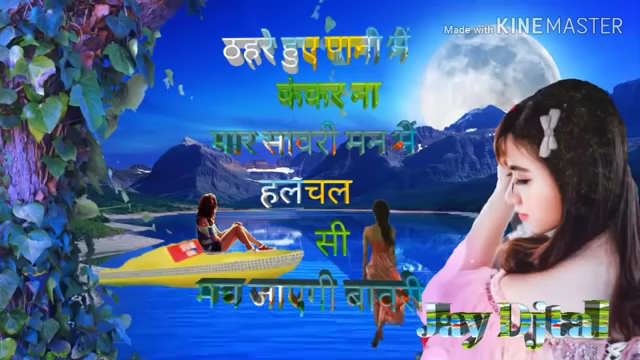 Made with KINEMASTER
ठहरे हुए पानी में
कंकर ना
मार सावरी मन में
हलचल
सी
मच जाएगी बावरी
Jay Djtal